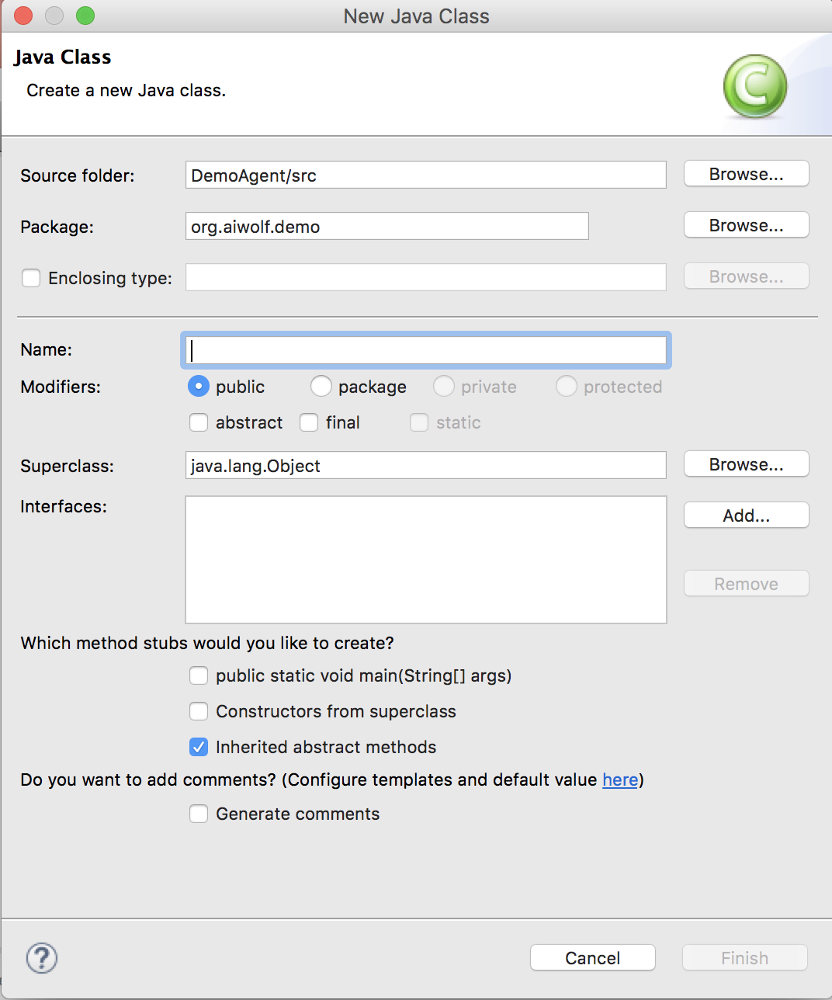 New Java Class
Java Class
Create a new Java class.
C
Source folder: DemoAgent/src Browse...
Package: org.aiwolf.demo Browse...
Enclosing type: Browse...
Name:
Modifiers: public package private protected
abstract final static
Superclass: java.lang.Object Browse...
Interfaces: Add...
Remove
Which method stubs would you like to create?
public static void main(String[] args)
Constructors from superclass
Inherited abstract methods
Do you want to add comments? (Configure templates and default value here)
Generate comments
? Cancel Finish